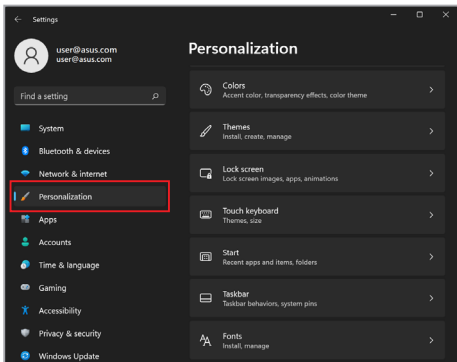 Settings
user@asus.com
user@asus.com
Find a setting
System
Bluetooth & devices
Network & internet
Personalization
Apps
Accounts
Time & language
Gaming
Accessibility
Privacy & security
Windows Update
Personalization
Colors
Accent color, transparency effects, color theme
Themes
Install, create, manage
Lock screen
Lock screen images, apps, animations
Touch keyboard
Themes, size
Start
Recent apps and items, folders
Taskbar
Taskbar behaviors, system pins
Fonts
Install, manage